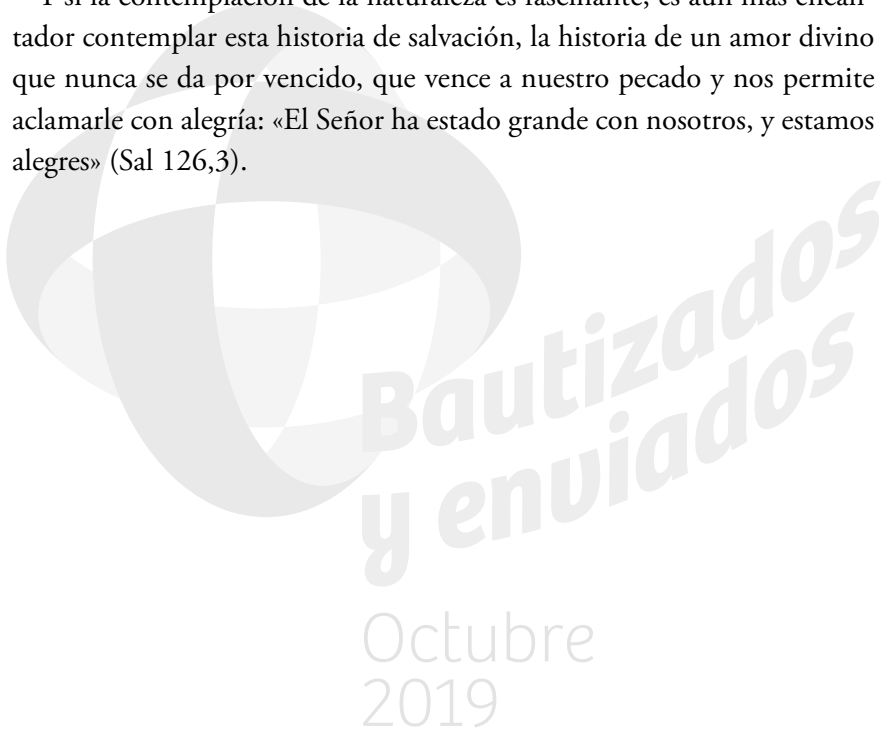 Y si la contemplación de la naturaleza es fascinante, es aún más encan-
tador contemplar esta historia de salvación, la historia de un amor divino
que nunca se da por vencido, que vence a nuestro pecado y nos permite
aclamarle con alegría: «El Señor ha estado grande con nosotros, y estamos
alegres» (Sal 126,3).
Bautizados
y enviados
Octubre
2019